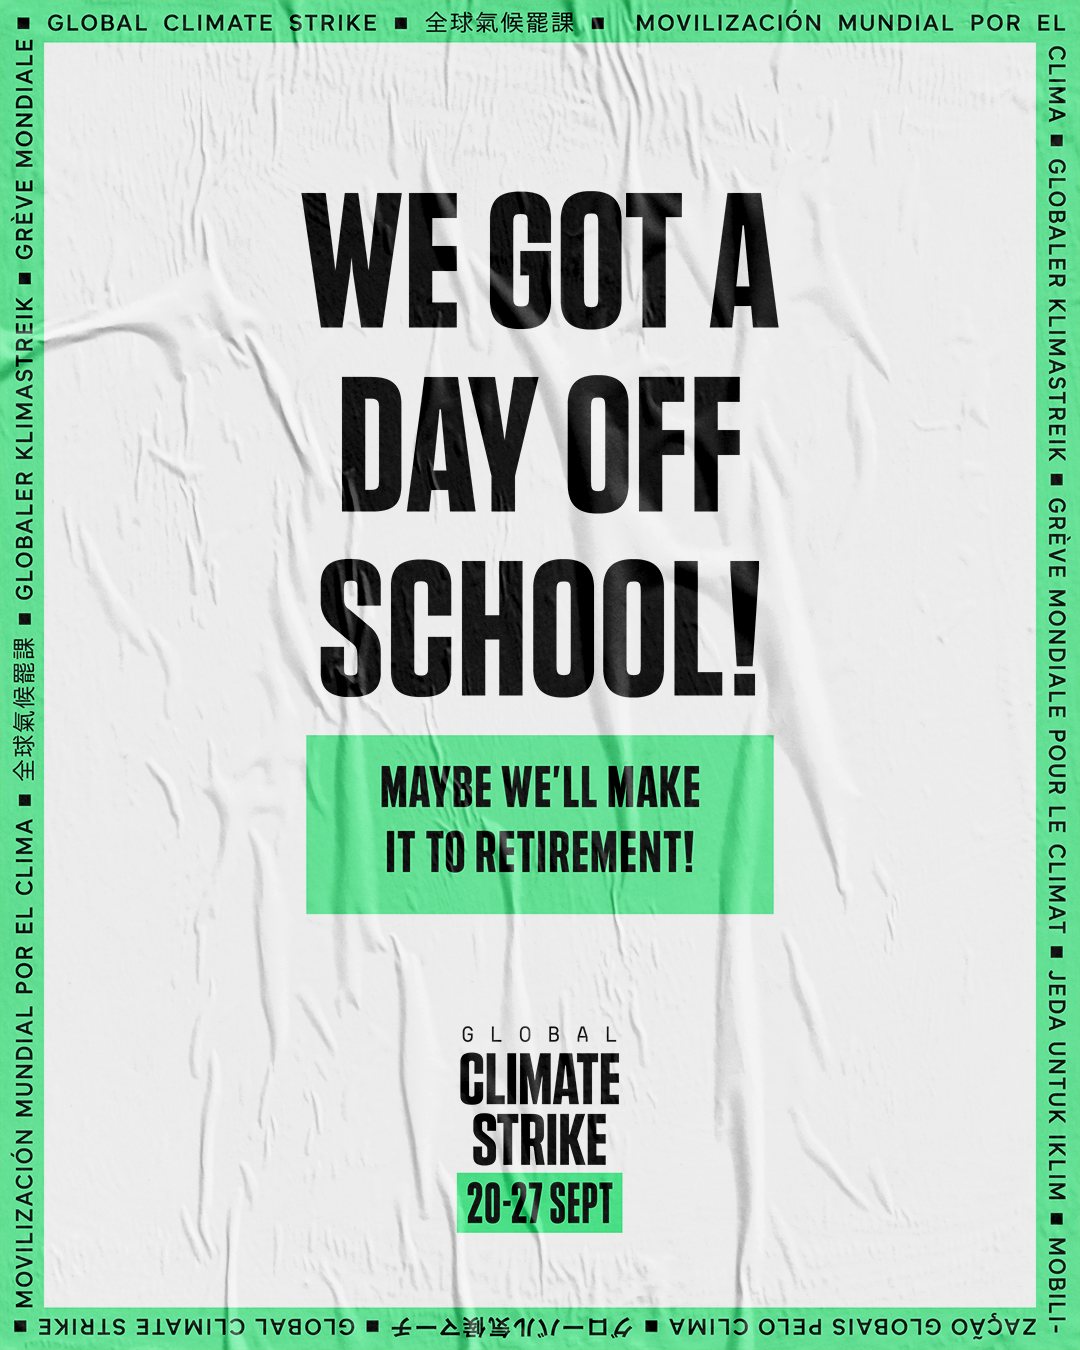 ■ GLOBAL CLIMATE STRIKE ■ 全球氣候罷課 ■ MOVILIZACIÓN MUNDIAL POR EL
CLIMA ■ GLOBALER KLIMASTREIK ■ GRÈVE MONDIALE POUR LE CLIMAT ■ JEDA UNTUK IKLIM ■ MOBILI-
ZAÇÃO GLOBAIS PELO CLIMA ■ グローバル気候マーチ ■ GLOBAL CLIMATE STRIKE ■
MOVILIZACIÓN MUNDIAL POR EL CLIMA ■ 全球氣候罷課 ■ GLOBALER KLIMASTREIK ■ GRÈVE MONDIALE
WE GOT A
DAY OFF
SCHOOL!
MAYBE WE'LL MAKE
IT TO RETIREMENT!
GLOBAL
CLIMATE
STRIKE
20-27 SEPT